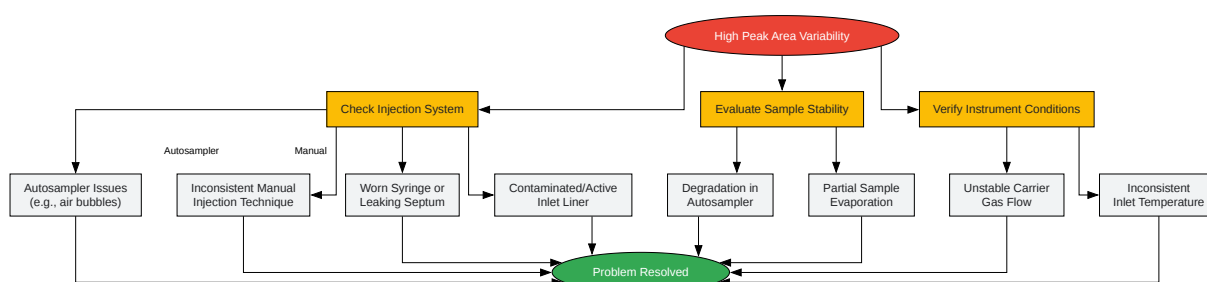 High Peak Area Variability
Check Injection System
Evaluate Sample Stability
Verify Instrument Conditions
Autosampler
Manual
Autosampler Issues
(e.g., air bubbles)
Inconsistent Manual
Injection Technique
Worn Syringe or
Leaking Septum
Contaminated/Active
Inlet Liner
Degradation in
Autosampler
Partial Sample
Evaporation
Unstable Carrier
Gas Flow
Inconsistent
Inlet Temperature
Problem Resolved